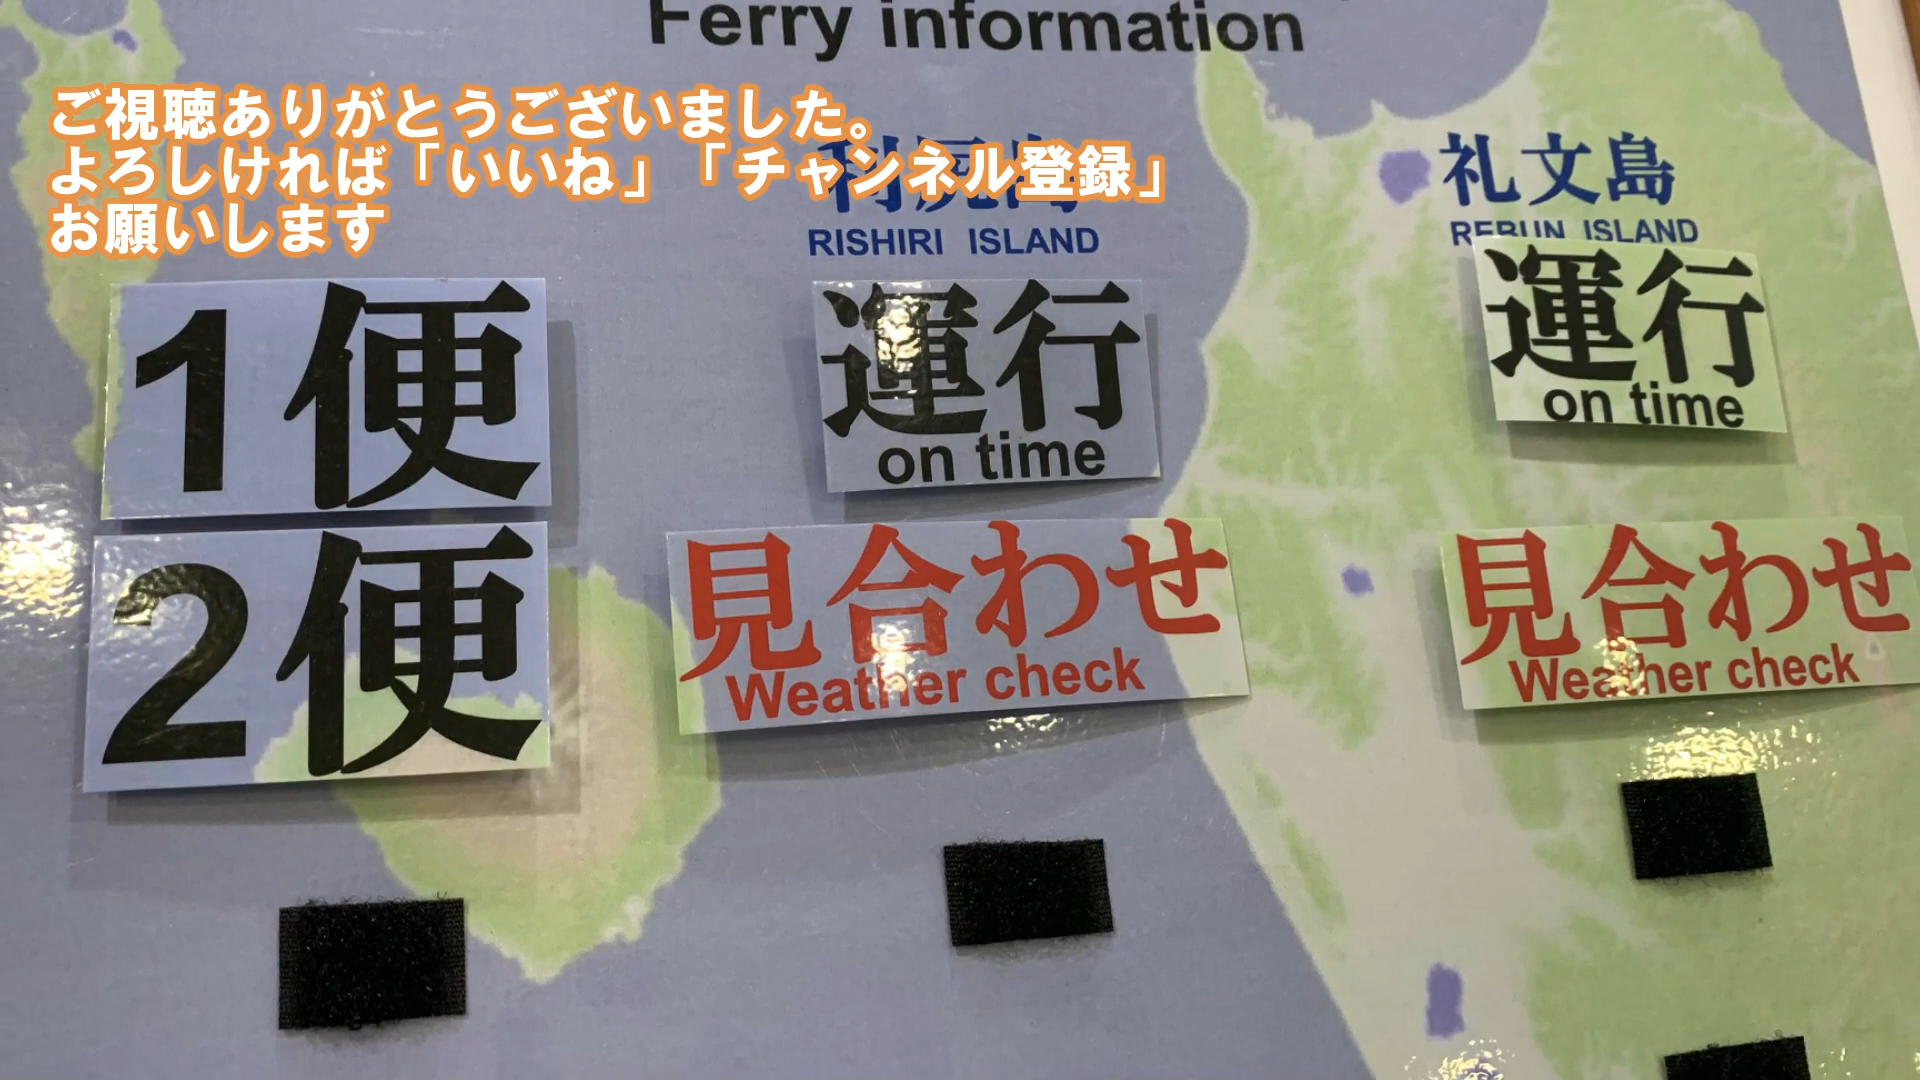 Ferry information
ご視聴ありがとうございました。
よろしければ「いいね」「チャンネル登録」
お願いします
利尻島
RISHIRI ISLAND
礼文島
REBUN ISLAND
1便
運行
on time
運行
on time
2便
見合わせ
Weather check
見合わせ
Weather check